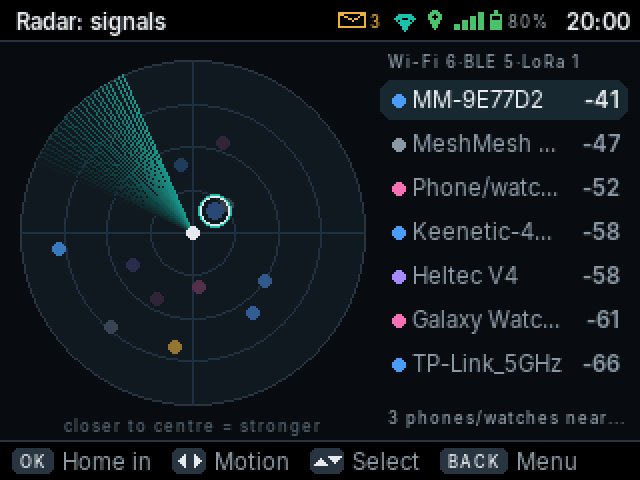 Radar: signals 3 80% 20:00
Wi-Fi 6·BLE 5·LoRa 1
MM-9E77D2 -41
MeshMesh ... -47
Phone/watc... -52
Keenetic-4... -58
Heltec V4 -58
Galaxy Watc... -61
TP-Link_5GHz -66
3 phones/watches near...
closer to centre = stronger
OK Home in Motion Select BACK Menu